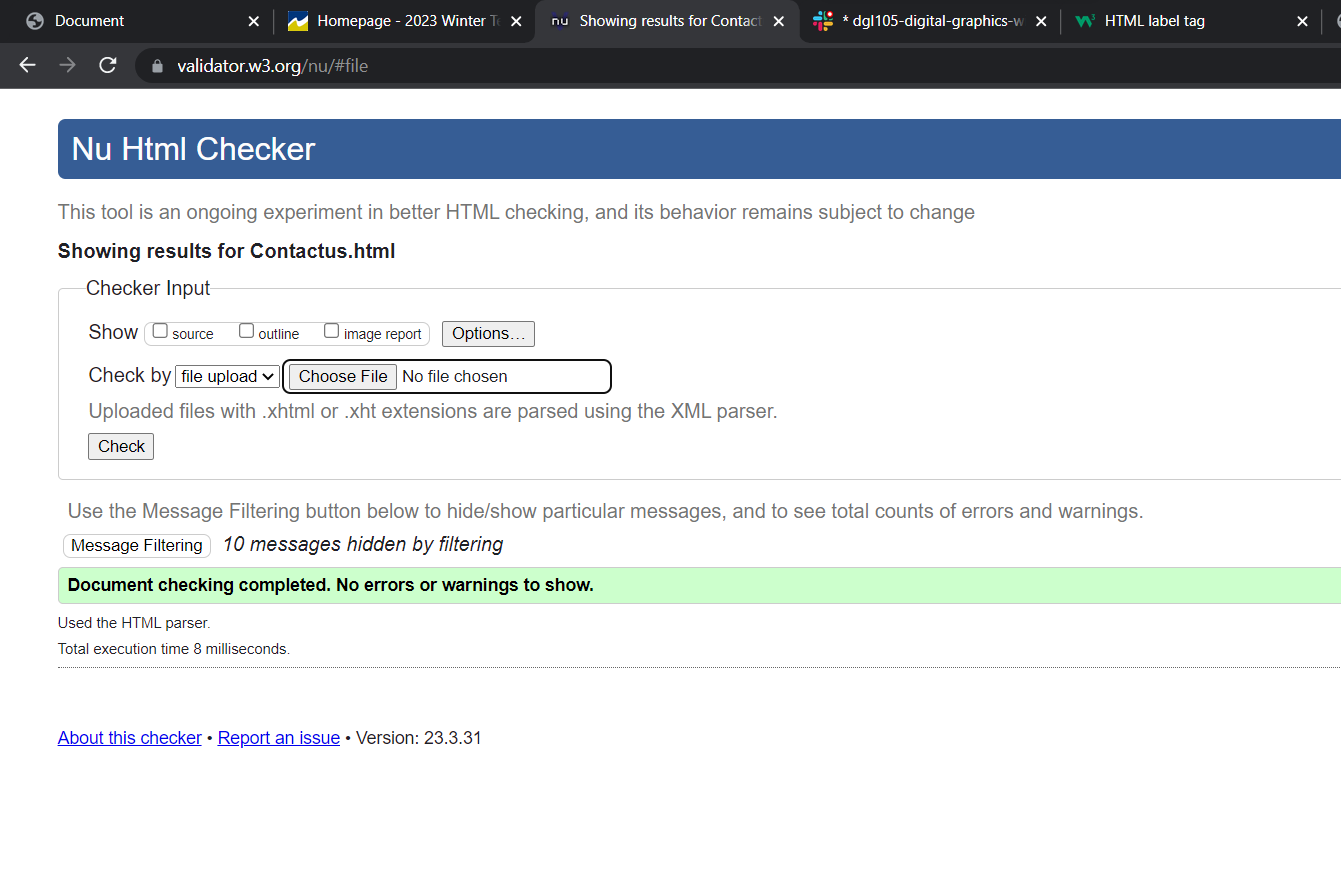 Document
Homepage - 2023 Winter Te
nu Showing results for Contact
* dgl105-digital-graphics-w
W3 HTML label tag
validator.w3.org/nu/#file
Nu Html Checker
This tool is an ongoing experiment in better HTML checking, and its behavior remains subject to change
Showing results for Contactus.html
Checker Input
Show source outline image report Options...
Check by file upload Choose File No file chosen
Uploaded files with .xhtml or .xht extensions are parsed using the XML parser.
Check
Use the Message Filtering button below to hide/show particular messages, and to see total counts of errors and warnings.
Message Filtering 10 messages hidden by filtering
Document checking completed. No errors or warnings to show.
Used the HTML parser.
Total execution time 8 milliseconds.
About this checker • Report an issue • Version: 23.3.31